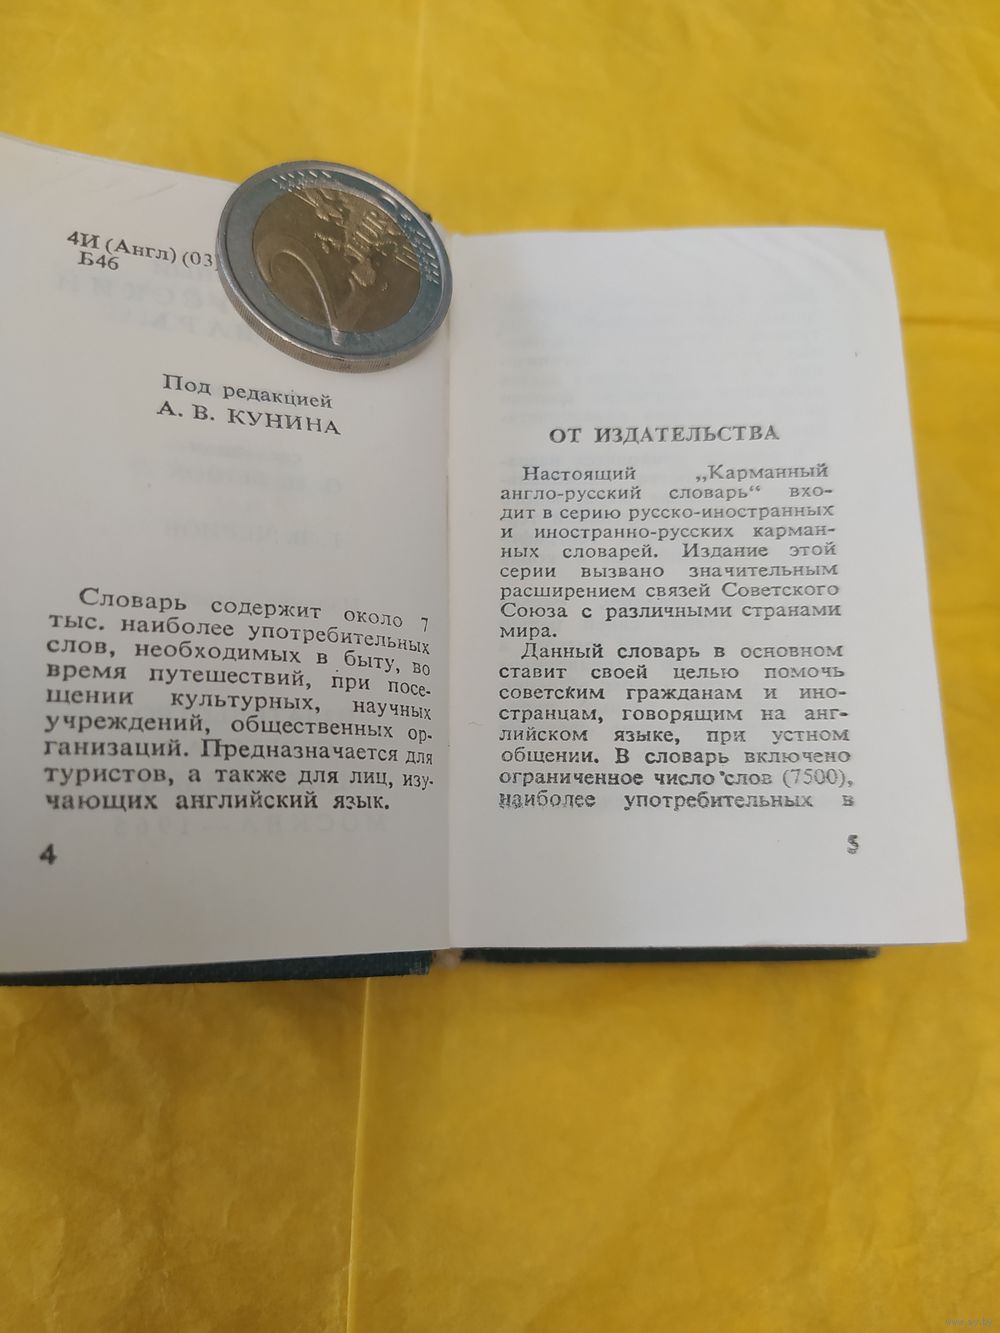 4И (Англ) (03)
Б46
Под редакцией
А. В. КУНИНА
Словарь содержит около 7
тыс. наиболее употребительных
слов, необходимых в быту, во
время путешествий, при посе-
щении культурных, научных
учреждений, общественных ор-
ганизаций. Предназначается для
туристов, а также для лиц, изу-
чающих английский язык.
4
ОТ ИЗДАТЕЛЬСТВА
Настоящий „Карманный
англо-русский словарь“ вхо-
дит в серию русско-иностранных
и иностранно-русских карман-
ных словарей. Издание этой
серии вызвано значительным
расширением связей Советского
Союза с различными странами
мира.
Данный словарь в основном
ставит своей целью помочь
советским гражданам и ино-
странцам, говорящим на анг-
лийском языке, при устном
общении. В словарь включено
ограниченное число слов (7500),
наиболее употребительных в
5
2 EURO
www.ay.by